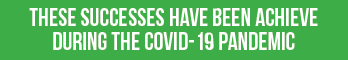 THESE SUCCESSES HAVE BEEN ACHIEVE
DURING THE COVID-19 PANDEMIC